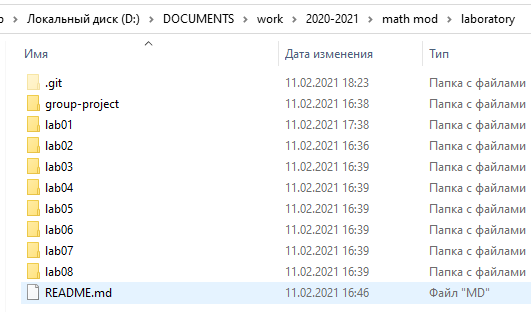 Локальный диск (D:) > DOCUMENTS > work > 2020-2021 > math mod > laboratory
Имя Дата изменения Тип
.git 11.02.2021 18:23 Папка с файлами
group-project 11.02.2021 16:38 Папка с файлами
lab01 11.02.2021 17:38 Папка с файлами
lab02 11.02.2021 16:36 Папка с файлами
lab03 11.02.2021 16:39 Папка с файлами
lab04 11.02.2021 16:39 Папка с файлами
lab05 11.02.2021 16:39 Папка с файлами
lab06 11.02.2021 16:39 Папка с файлами
lab07 11.02.2021 16:39 Папка с файлами
lab08 11.02.2021 16:39 Папка с файлами
README.md 11.02.2021 16:46 Файл "MD"